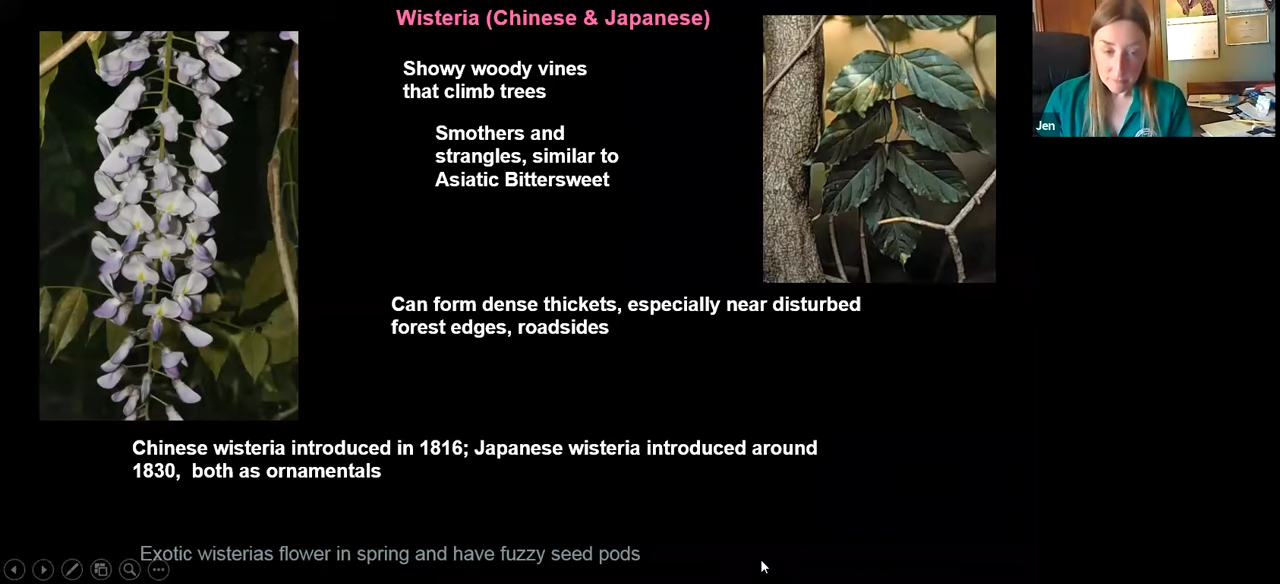 Wisteria (Chinese & Japanese)
Showy woody vines
that climb trees
Smothers and
strangles, similar to
Asiatic Bittersweet
Jen
Can form dense thickets, especially near disturbed
forest edges, roadsides
Chinese wisteria introduced in 1816; Japanese wisteria introduced around
1830, both as ornamentals
Exotic wisterias flower in spring and have fuzzy seed pods